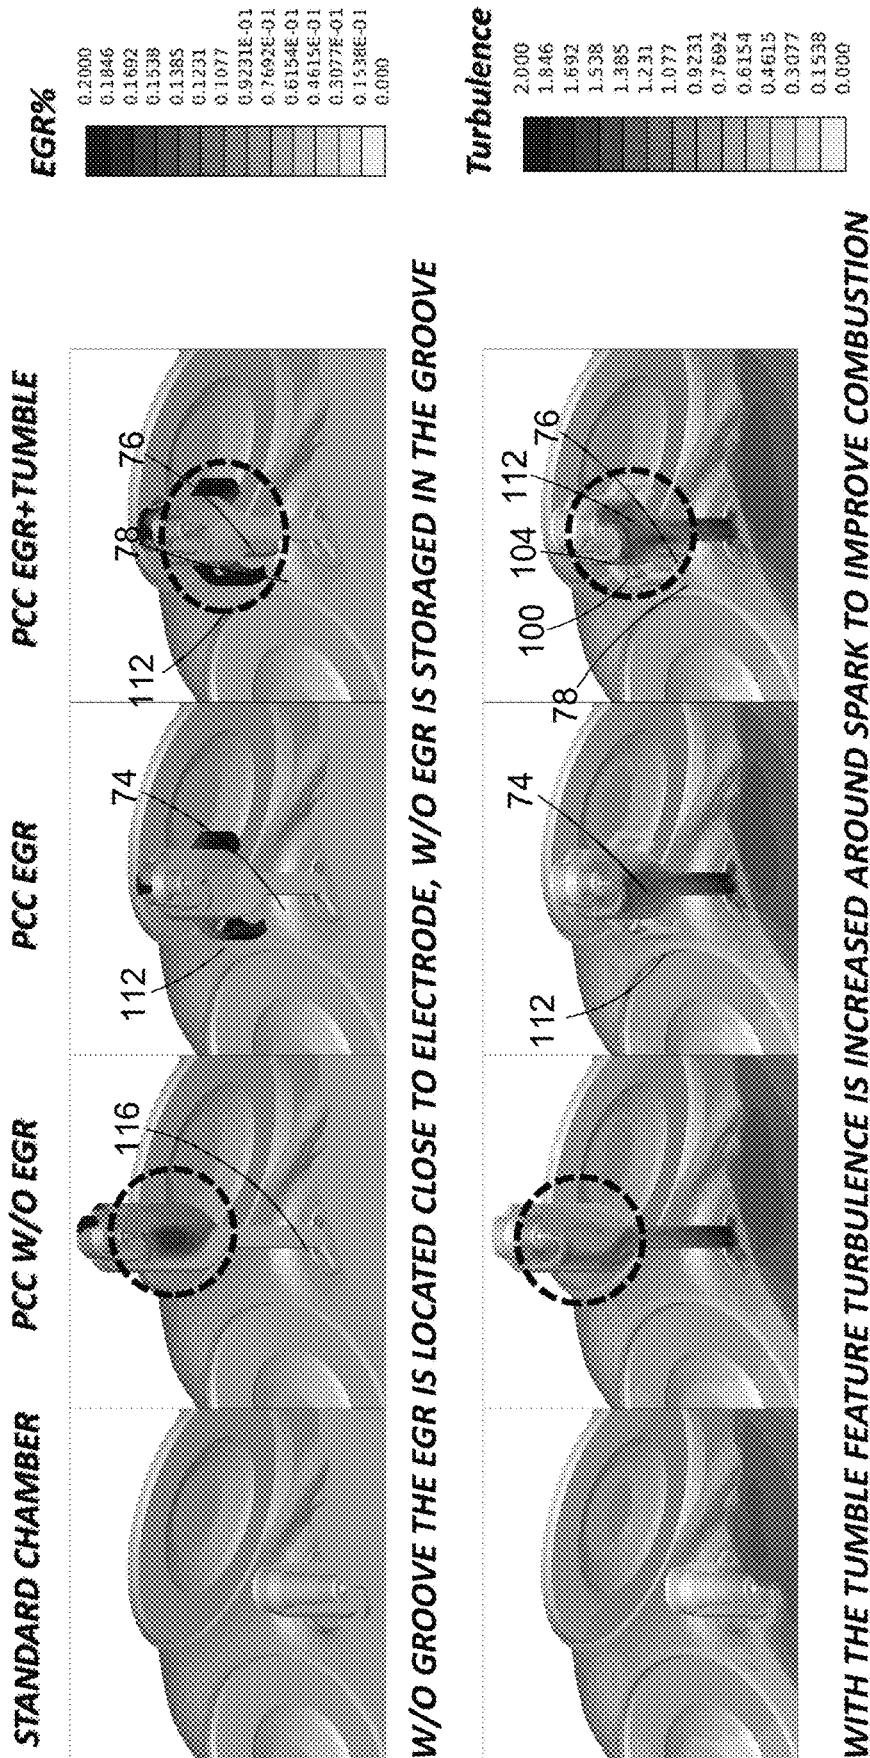 STANDARD CHAMBER
PCC W/O EGR
PCC EGR
PCC EGR+TUMBLE
EGR%
0.2000
0.1846
0.1692
0.1538
0.1385
0.1231
0.1077
0.9231E-01
0.7692E-01
0.6154E-01
0.4615E-01
0.3077E-01
0.1538E-01
0.000
116
112
74
112
78
76
W/O GROOVE THE EGR IS LOCATED CLOSE TO ELECTRODE, W/O EGR IS STORAGED IN THE GROOVE
Turbulence
2.000
1.846
1.692
1.538
1.385
1.231
1.077
0.9231
0.7692
0.6154
0.4615
0.3077
0.1538
0.000
112
74
78
100
104
112
76
WITH THE TUMBLE FEATURE TURBULENCE IS INCREASED AROUND SPARK TO IMPROVE COMBUSTION